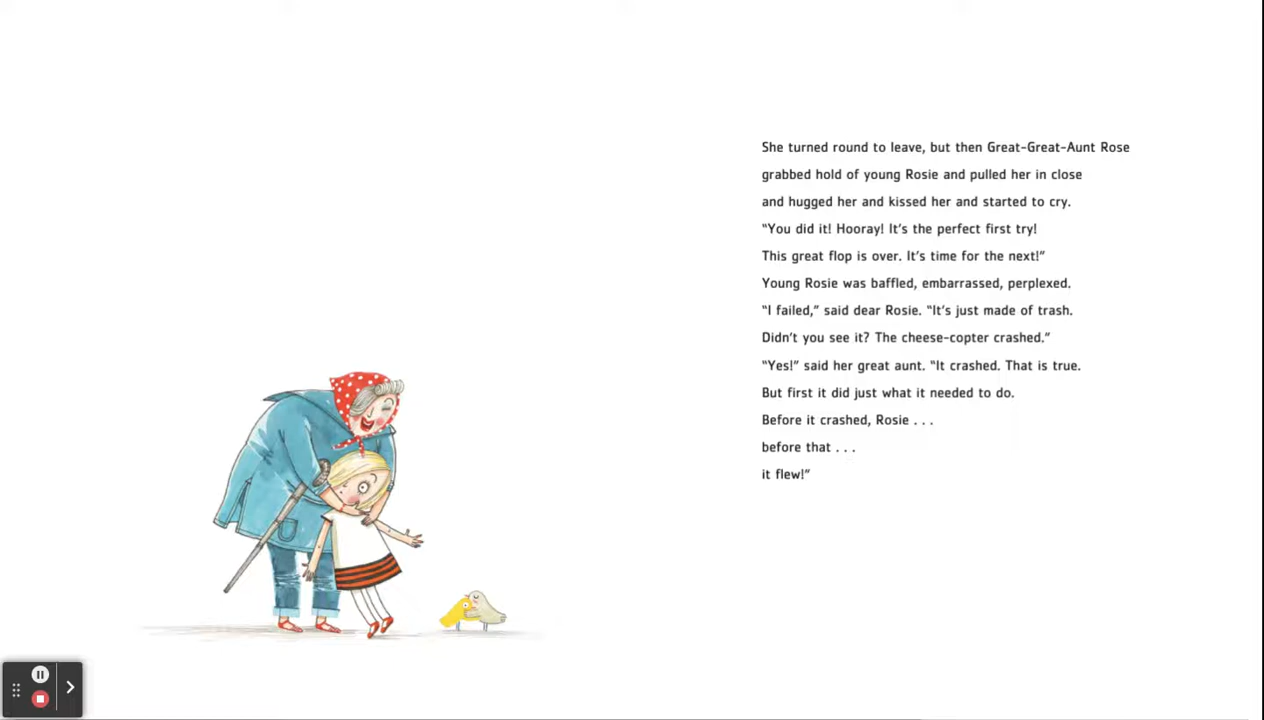 She turned round to leave, but then Great-Great-Aunt Rose
grabbed hold of young Rosie and pulled her in close
and hugged her and kissed her and started to cry.
“You did it! Hooray! It’s the perfect first try!
This great flop is over. It’s time for the next!”
Young Rosie was baffled, embarrassed, perplexed.
“I failed,” said dear Rosie. “It’s just made of trash.
Didn’t you see it? The cheese-copter crashed.”
“Yes!” said her great aunt. “It crashed. That is true.
But first it did just what it needed to do.
Before it crashed, Rosie . . .
before that . . .
it flew!”